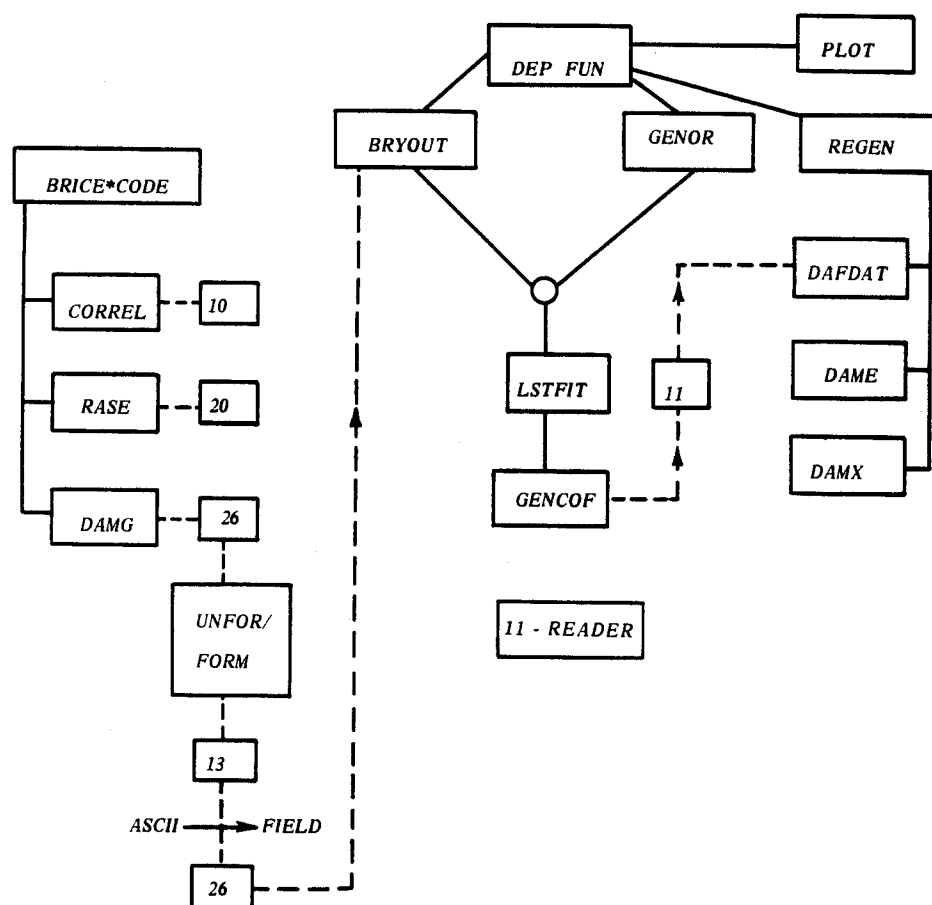 PLOT
DEP FUN
BRYOUT
GENOR
REGEN
BRICE*CODE
DAFDAT
CORREL
10
LSTFIT
11
DAME
RASE
20
DAMX
GENCOF
DAMG
26
UNFOR/
FORM
11 - READER
13
ASCII FIELD
26